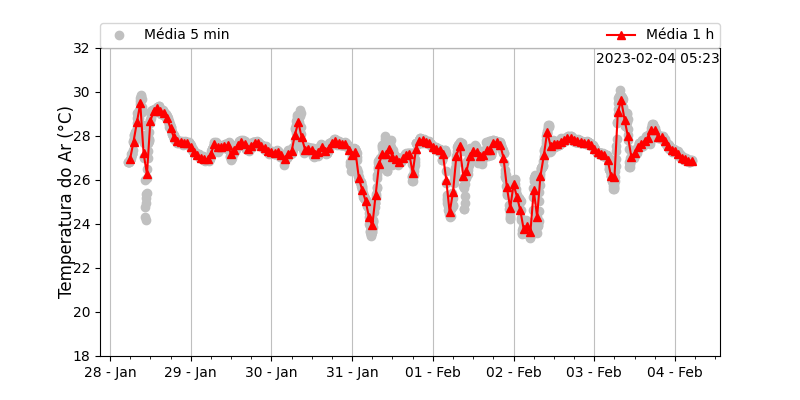 Média 5 min
Média 1 h
2023-02-04 05:23
Temperatura do Ar (°C)
32
30
28
26
24
22
20
18
28 - Jan
29 - Jan
30 - Jan
31 - Jan
01 - Feb
02 - Feb
03 - Feb
04 - Feb